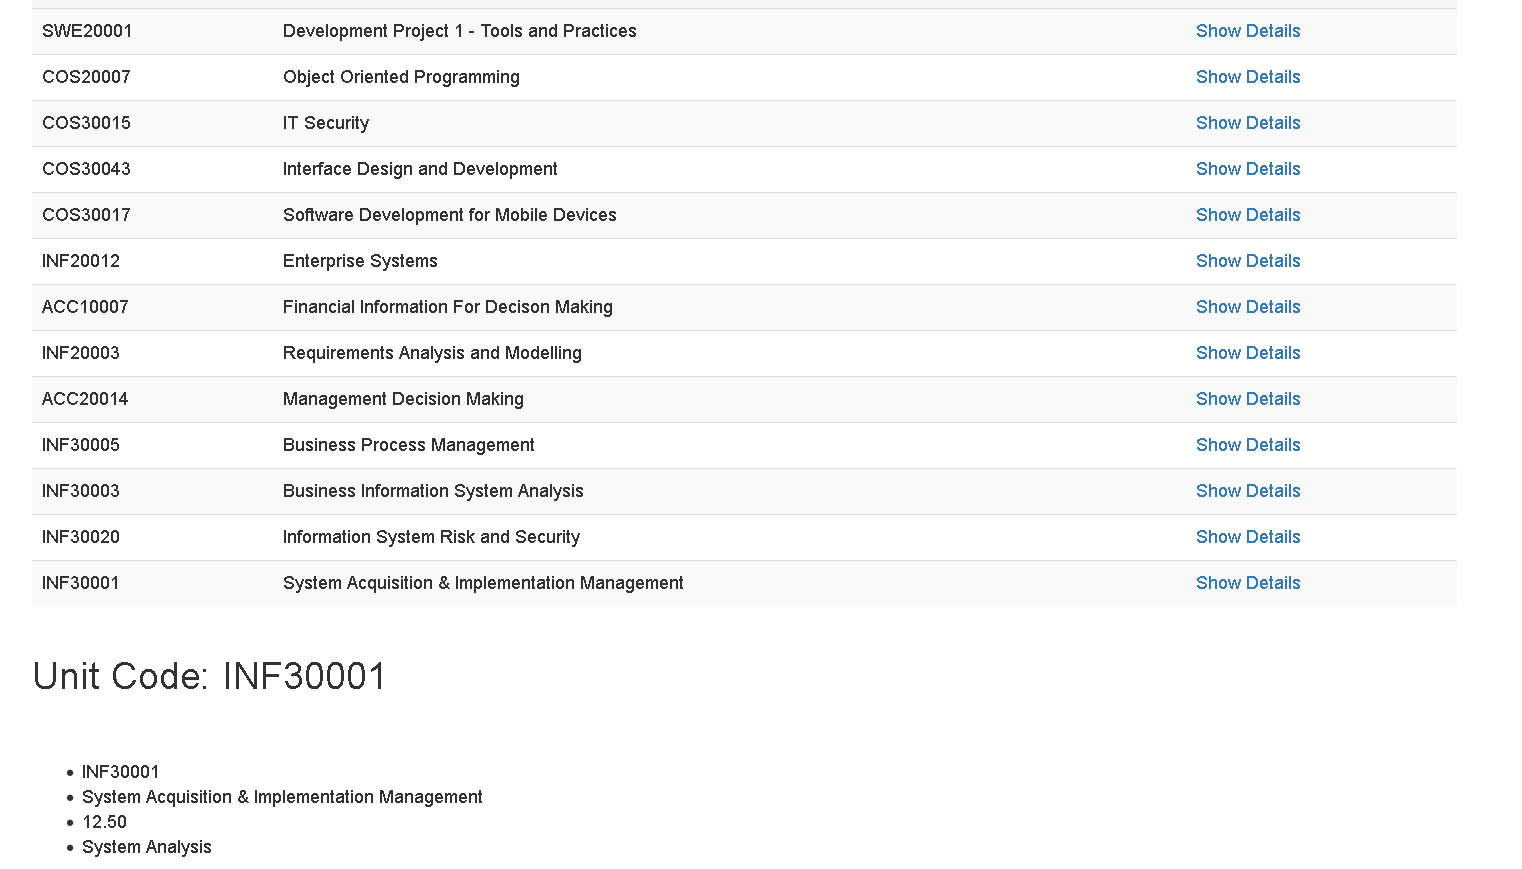 SWE20001 Development Project 1 - Tools and Practices Show Details
COS20007 Object Oriented Programming Show Details
COS30015 IT Security Show Details
COS30043 Interface Design and Development Show Details
COS30017 Software Development for Mobile Devices Show Details
INF20012 Enterprise Systems Show Details
ACC10007 Financial Information For Decison Making Show Details
INF20003 Requirements Analysis and Modelling Show Details
ACC20014 Management Decision Making Show Details
INF30005 Business Process Management Show Details
INF30003 Business Information System Analysis Show Details
INF30020 Information System Risk and Security Show Details
INF30001 System Acquisition & Implementation Management Show Details
Unit Code: INF30001
• INF30001
• System Acquisition & Implementation Management
• 12.50
• System Analysis